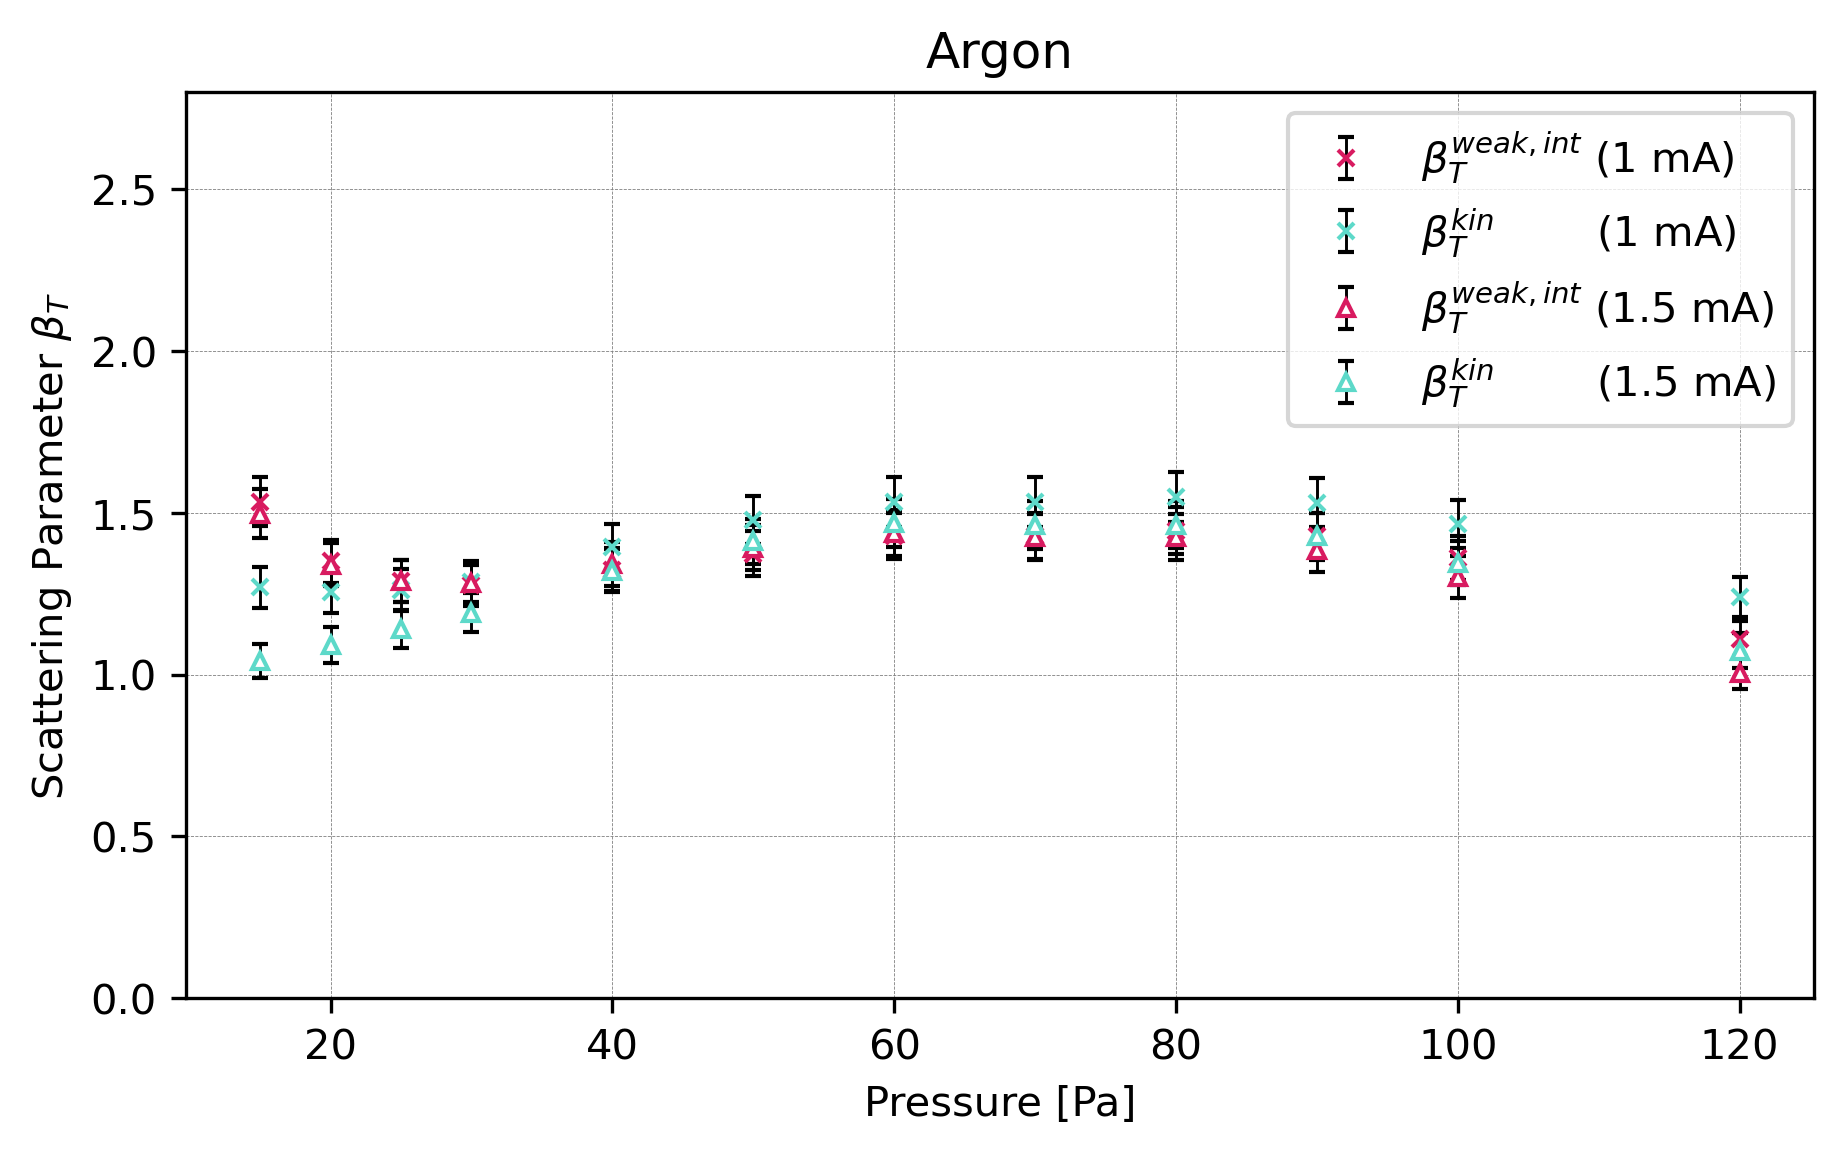 Argon
β_T^{weak, int} (1 mA)
β_T^{kin} (1 mA)
β_T^{weak, int} (1.5 mA)
β_T^{kin} (1.5 mA)
Scattering Parameter β_T
2.5
2.0
1.5
1.0
0.5
0.0
20 40 60 80 100 120
Pressure [Pa]